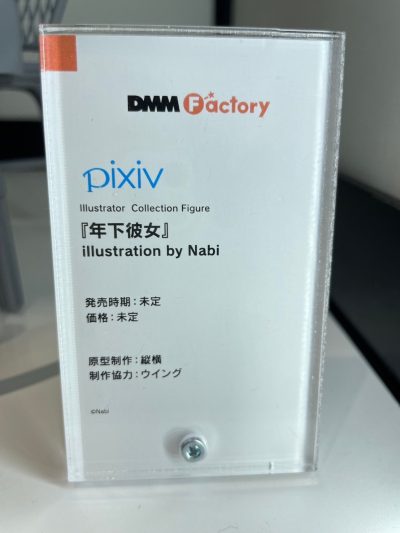 DMM Factory
pixiv
Illustrator Collection Figure
『年下彼女』
illustration by Nabi
発売時期：未定
価格：未定
原型制作：縦横
制作協力：ウイング
©Nabi